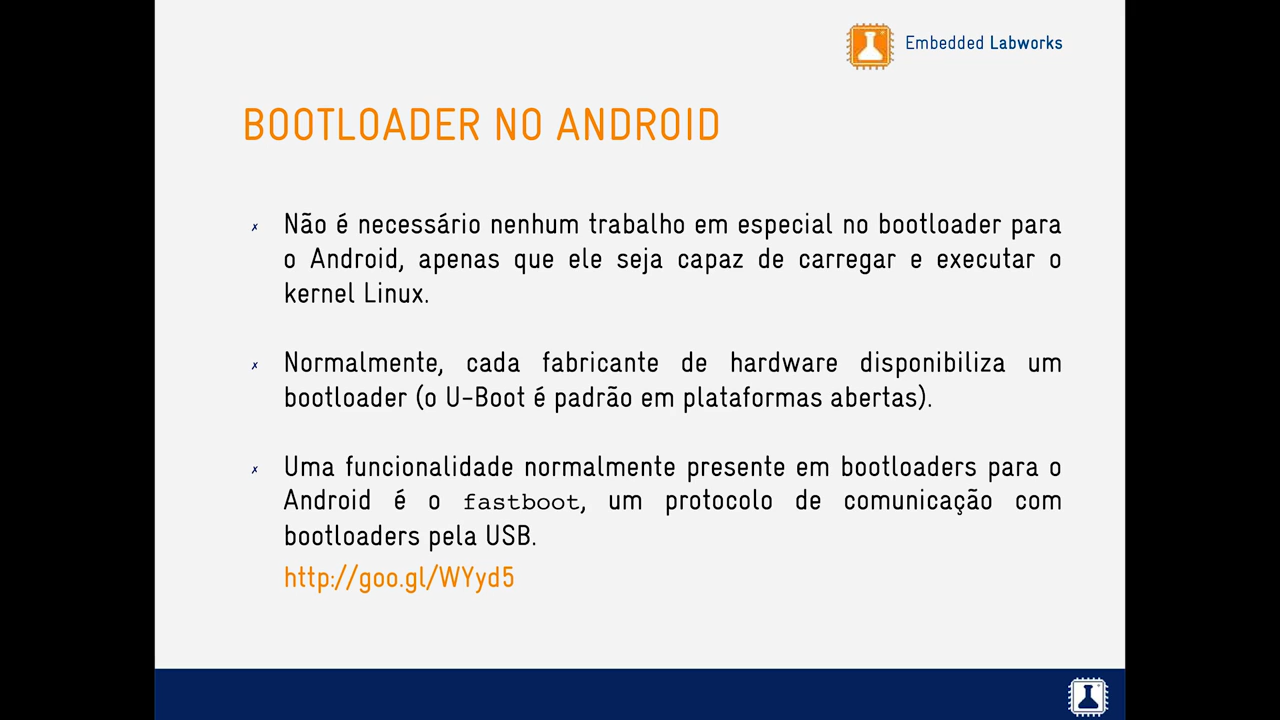 Embedded Labworks
BOOTLOADER NO ANDROID
✗ Não é necessário nenhum trabalho em especial no bootloader para
o Android, apenas que ele seja capaz de carregar e executar o
kernel Linux.
✗ Normalmente, cada fabricante de hardware disponibiliza um
bootloader (o U-Boot é padrão em plataformas abertas).
✗ Uma funcionalidade normalmente presente em bootloaders para o
Android é o fastboot, um protocolo de comunicação com
bootloaders pela USB.
http://goo.gl/WYyd5